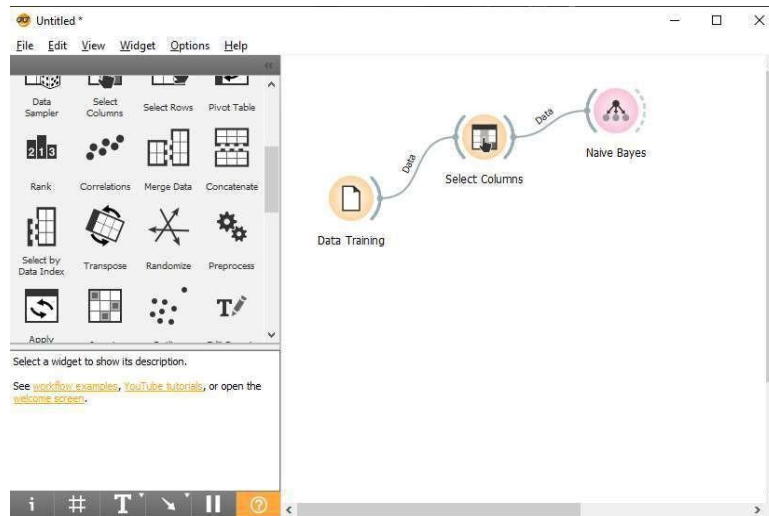 Untitled *
File Edit View Widget Options Help
Data Sampler
Select Columns
Select Rows
Pivot Table
213
Rank
Correlations
Merge Data
Concatenate
Select by Data Index
Transpose
Randomize
Preprocess
Apply
Data Training
Data
Select Columns
Data
Naive Bayes
Select a widget to show its description.
See workflow examples, YouTube tutorials, or open the
welcome screen.